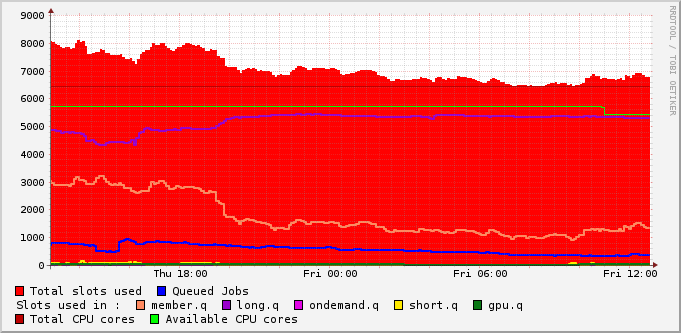 9000
8000
7000
6000
5000
4000
3000
2000
1000
0
Thu 18:00 Fri 00:00 Fri 06:00 Fri 12:00
RRDTOOL / TOBI OETIKER
Total slots used Queued Jobs
Slots used in : member.q long.q ondemand.q short.q gpu.q
Total CPU cores Available CPU cores